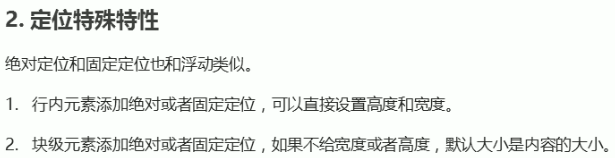 2. 定位特殊特性
绝对定位和固定定位也和浮动类似。
1. 行内元素添加绝对或者固定定位，可以直接设置高度和宽度。
2. 块级元素添加绝对或者固定定位，如果不给宽度或者高度，默认大小是内容的大小。